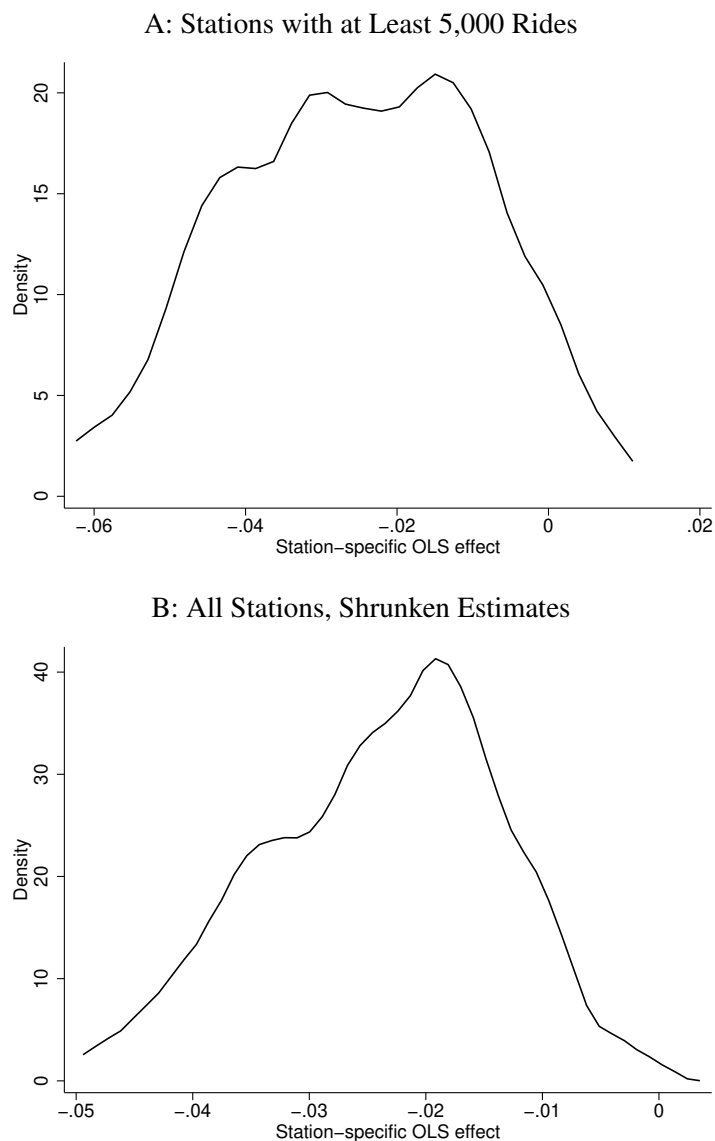 A: Stations with at Least 5,000 Rides
20
15
10
5
0
Density
−.06 −.04 −.02 0 .02
Station−specific OLS effect
B: All Stations, Shrunken Estimates
40
30
20
10
0
Density
−.05 −.04 −.03 −.02 −.01 0
Station−specific OLS effect